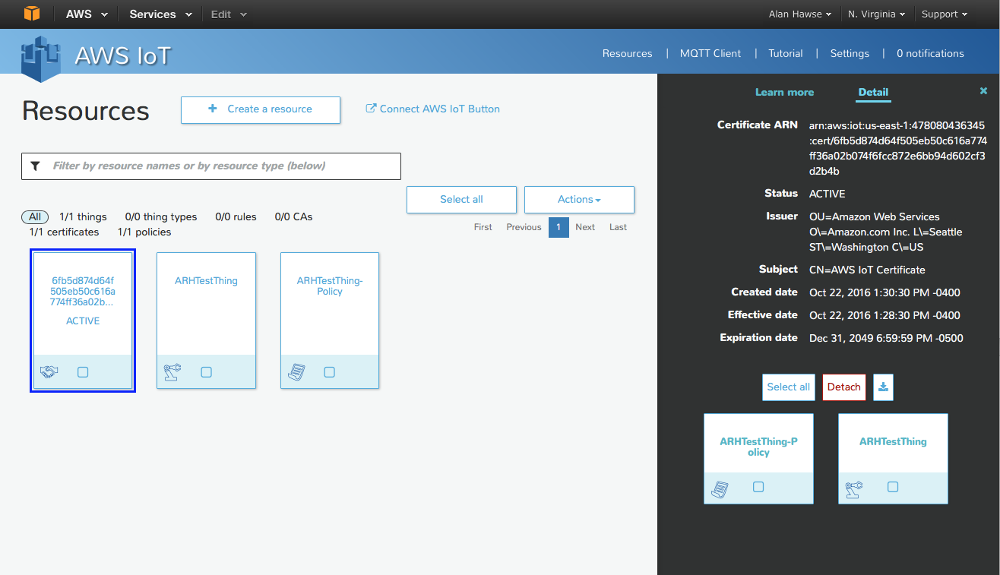 AWS Services Edit Alan Hawse N. Virginia Support
AWS IoT Resources | MQTT Client | Tutorial | Settings | 0 notifications
Resources
+ Create a resource
Connect AWS IoT Button
Filter by resource names or by resource type (below)
Select all
Actions
All 1/1 things 0/0 thing types 0/0 rules 0/0 CAs
1/1 certificates 1/1 policies
First Previous 1 Next Last
6fb5d874d64f
505eb50c616a
774ff36a02b...
ACTIVE
ARHTestThing
ARHTestThing-
Policy
Learn more Detail ×
Certificate ARN arn:aws:iot:us-east-1:478080436345
:cert/6fb5d874d64f505eb50c616a774
ff36a02b074f6fcc872e6bb94d602cf3
d2b4b
Status ACTIVE
Issuer OU=Amazon Web Services
O\=Amazon.com Inc. L\=Seattle
ST\=Washington C\=US
Subject CN=AWS IoT Certificate
Created date Oct 22, 2016 1:30:30 PM -0400
Effective date Oct 22, 2016 1:28:30 PM -0400
Expiration date Dec 31, 2049 6:59:59 PM -0500
Select all Detach
ARHTestThing-P
olicy
ARHTestThing